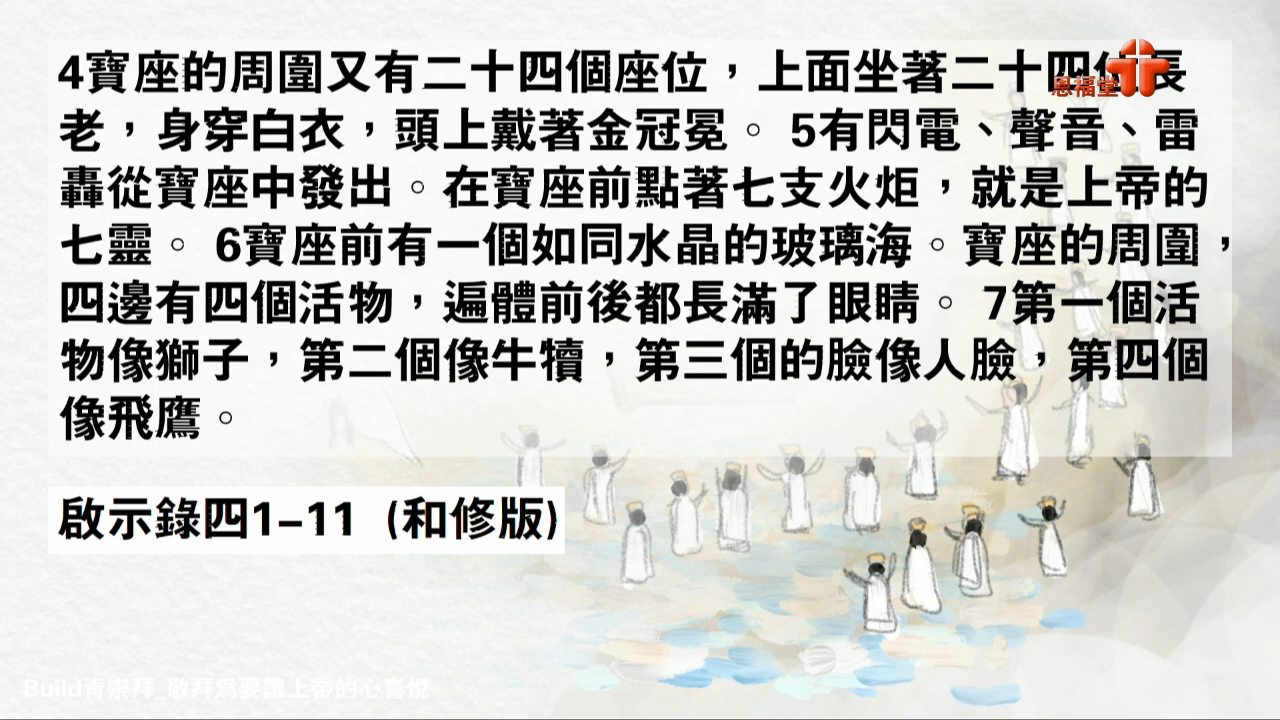 4寶座的周圍又有二十四個座位，上面坐著二十四位長
老，身穿白衣，頭上戴著金冠冕。 5有閃電、聲音、雷
轟從寶座中發出。在寶座前點著七支火炬，就是上帝的
七靈。 6寶座前有一個如同水晶的玻璃海。寶座的周圍，
四邊有四個活物，遍體前後都長滿了眼睛。 7第一個活
物像獅子，第二個像牛犢，第三個的臉像人臉，第四個
像飛鷹。
恩福堂
啟示錄四1–11 (和修版)
Build青崇拜 敬拜為要讓上帝的心喜悅